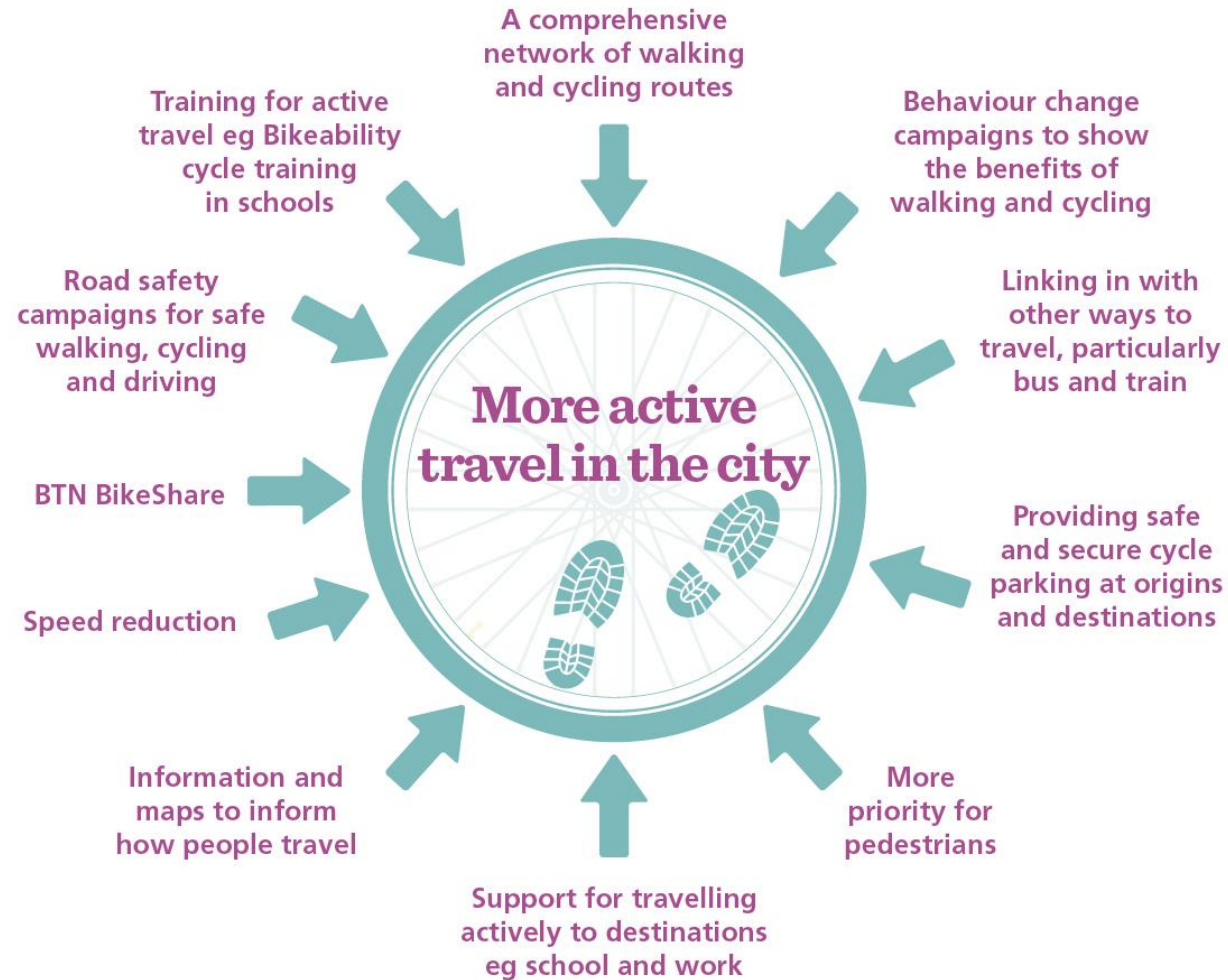 A comprehensive
network of walking
and cycling routes
Training for active
travel eg Bikeability
cycle training
in schools
Behaviour change
campaigns to show
the benefits of
walking and cycling
Road safety
campaigns for safe
walking, cycling
and driving
Linking in with
other ways to
travel, particularly
bus and train
More active
travel in the city
BTN BikeShare
Providing safe
and secure cycle
parking at origins
and destinations
Speed reduction
Information and
maps to inform
how people travel
More
priority for
pedestrians
Support for travelling
actively to destinations
eg school and work